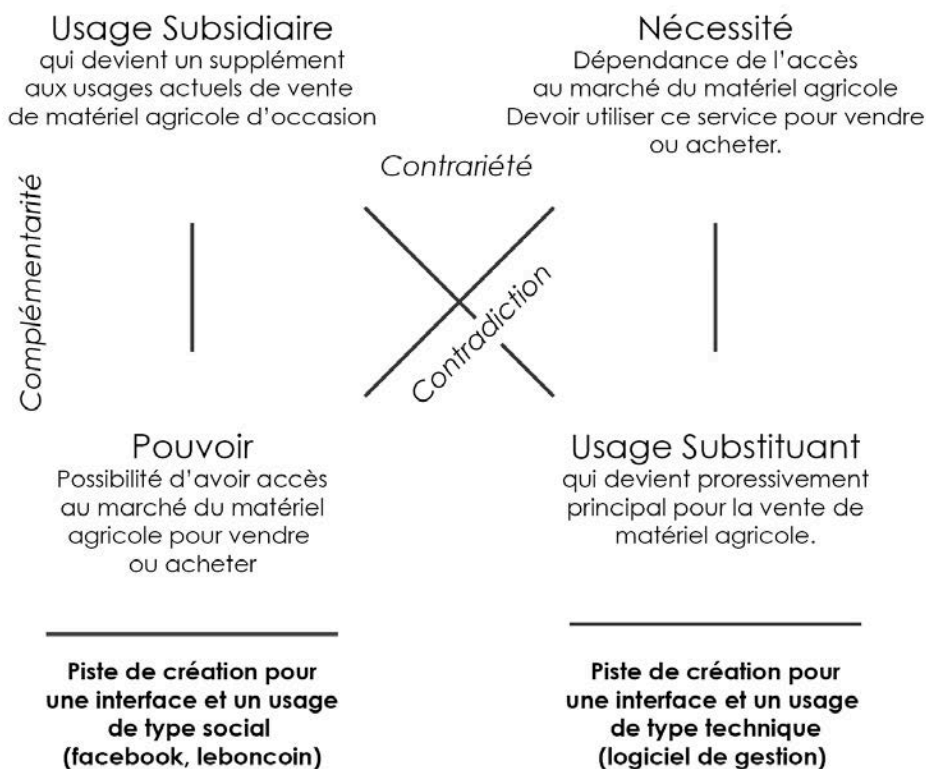 Usage Subsidiaire
qui devient un supplément
aux usages actuels de vente
de matériel agricole d'occasion
Nécessité
Dépendance de l'accès
au marché du matériel agricole
Devoir utiliser ce service pour vendre
ou acheter.
Contrariété
Complémentarité
Contradiction
Pouvoir
Possibilité d'avoir accès
au marché du matériel
agricole pour vendre
ou acheter
Usage Substituant
qui devient proressivement
principal pour la vente de
matériel agricole.
Piste de création pour
une interface et un usage
de type social
(facebook, leboncoin)
Piste de création pour
une interface et un usage
de type technique
(logiciel de gestion)